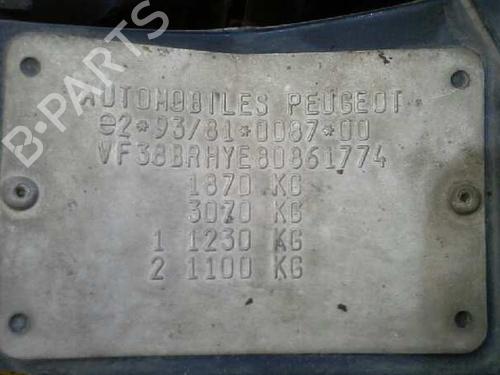 B-PARTS
AUTOMOBILES PEUGEOT
e2*93/81*0087*00
VF38BRHYE80861774
1870 KG
3070 KG
1 1230 KG
2 1100 KG